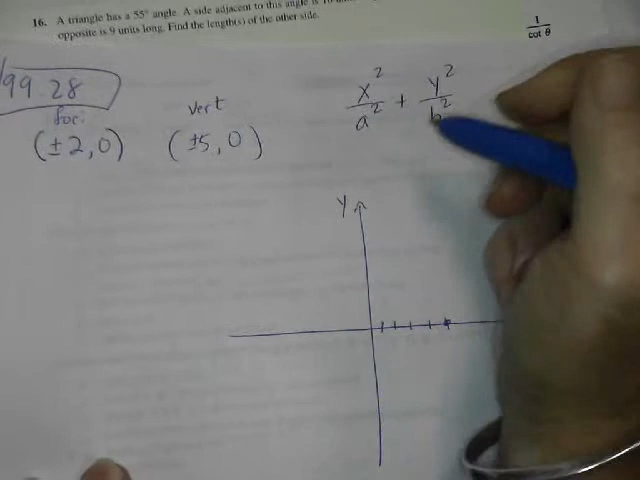 16. A triangle has a 55° angle. A side adjacent to this angle is
opposite is 9 units long. Find the length(s) of the other side.
1
cot θ
99.28
foc:
vert
(±2,0) (±5,0)
x² + y²
a² b²
y